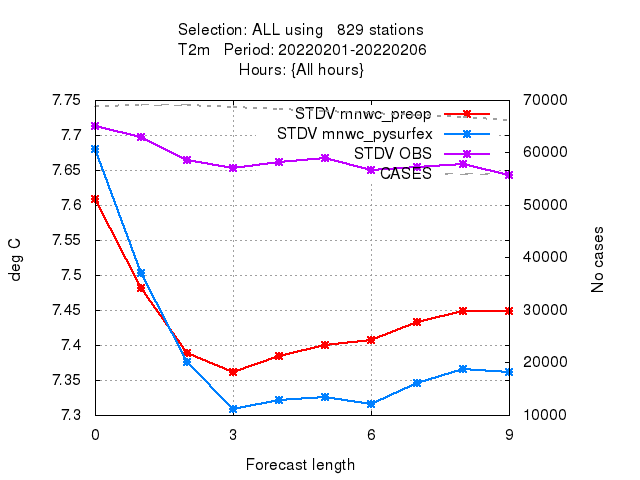 Selection: ALL using   829 stations
T2m   Period: 20220201-20220206
Hours: {All hours}
7.75
7.7
7.65
7.6
7.55
7.5
7.45
7.4
7.35
7.3
70000
60000
50000
40000
30000
20000
10000
STDV mnwc_preop
STDV mnwc_pysurfex
STDV OBS
CASES
deg C
No cases
0
3
6
9
Forecast length